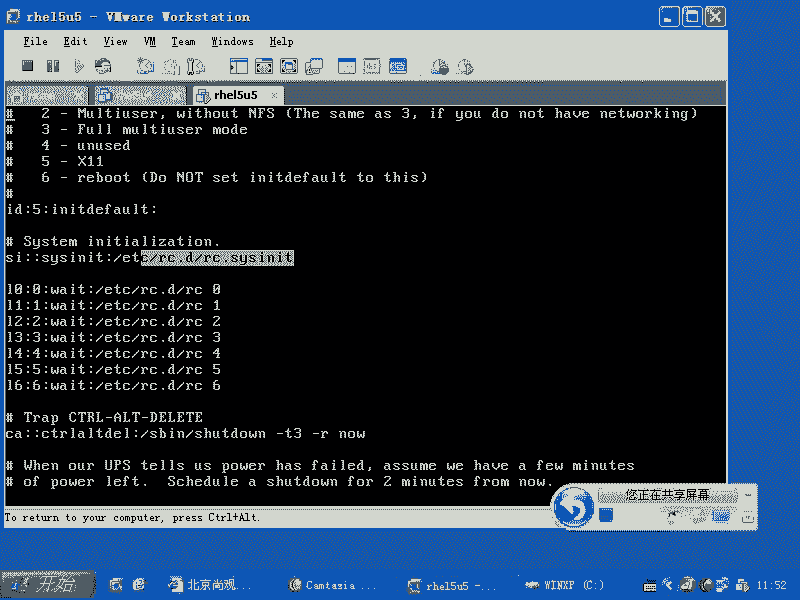 rhel5u5 - VMware Workstation
File Edit View VM Team Windows Help
rhel5u5
# 2 - Multiuser, without NFS (The same as 3, if you do not have networking)
# 3 - Full multiuser mode
# 4 - unused
# 5 - X11
# 6 - reboot (Do NOT set initdefault to this)
#
id:5:initdefault:
# System initialization.
si::sysinit:/etc/rc.d/rc.sysinit
l0:0:wait:/etc/rc.d/rc 0
l1:1:wait:/etc/rc.d/rc 1
l2:2:wait:/etc/rc.d/rc 2
l3:3:wait:/etc/rc.d/rc 3
l4:4:wait:/etc/rc.d/rc 4
l5:5:wait:/etc/rc.d/rc 5
l6:6:wait:/etc/rc.d/rc 6
# Trap CTRL-ALT-DELETE
ca::ctrlaltdel:/sbin/shutdown -t3 -r now
# When our UPS tells us power has failed, assume we have a few minutes
# of power left. Schedule a shutdown for 2 minutes from now.
您正在共享屏幕
To return to your computer, press Ctrl+Alt.
开始 北京尚观... Camtasia ... rhel5u5 -... WINXP (C:) 11:52